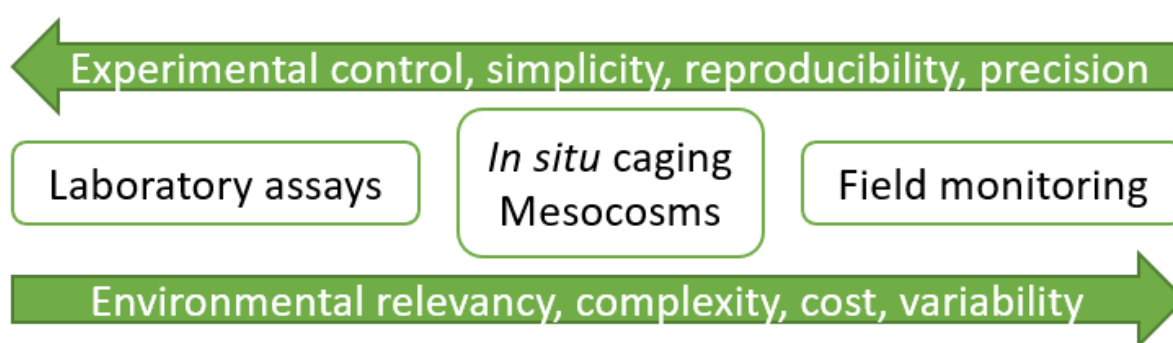 Experimental control, simplicity, reproducibility, precision
Laboratory assays
In situ caging
Mesocosms
Field monitoring
Environmental relevancy, complexity, cost, variability